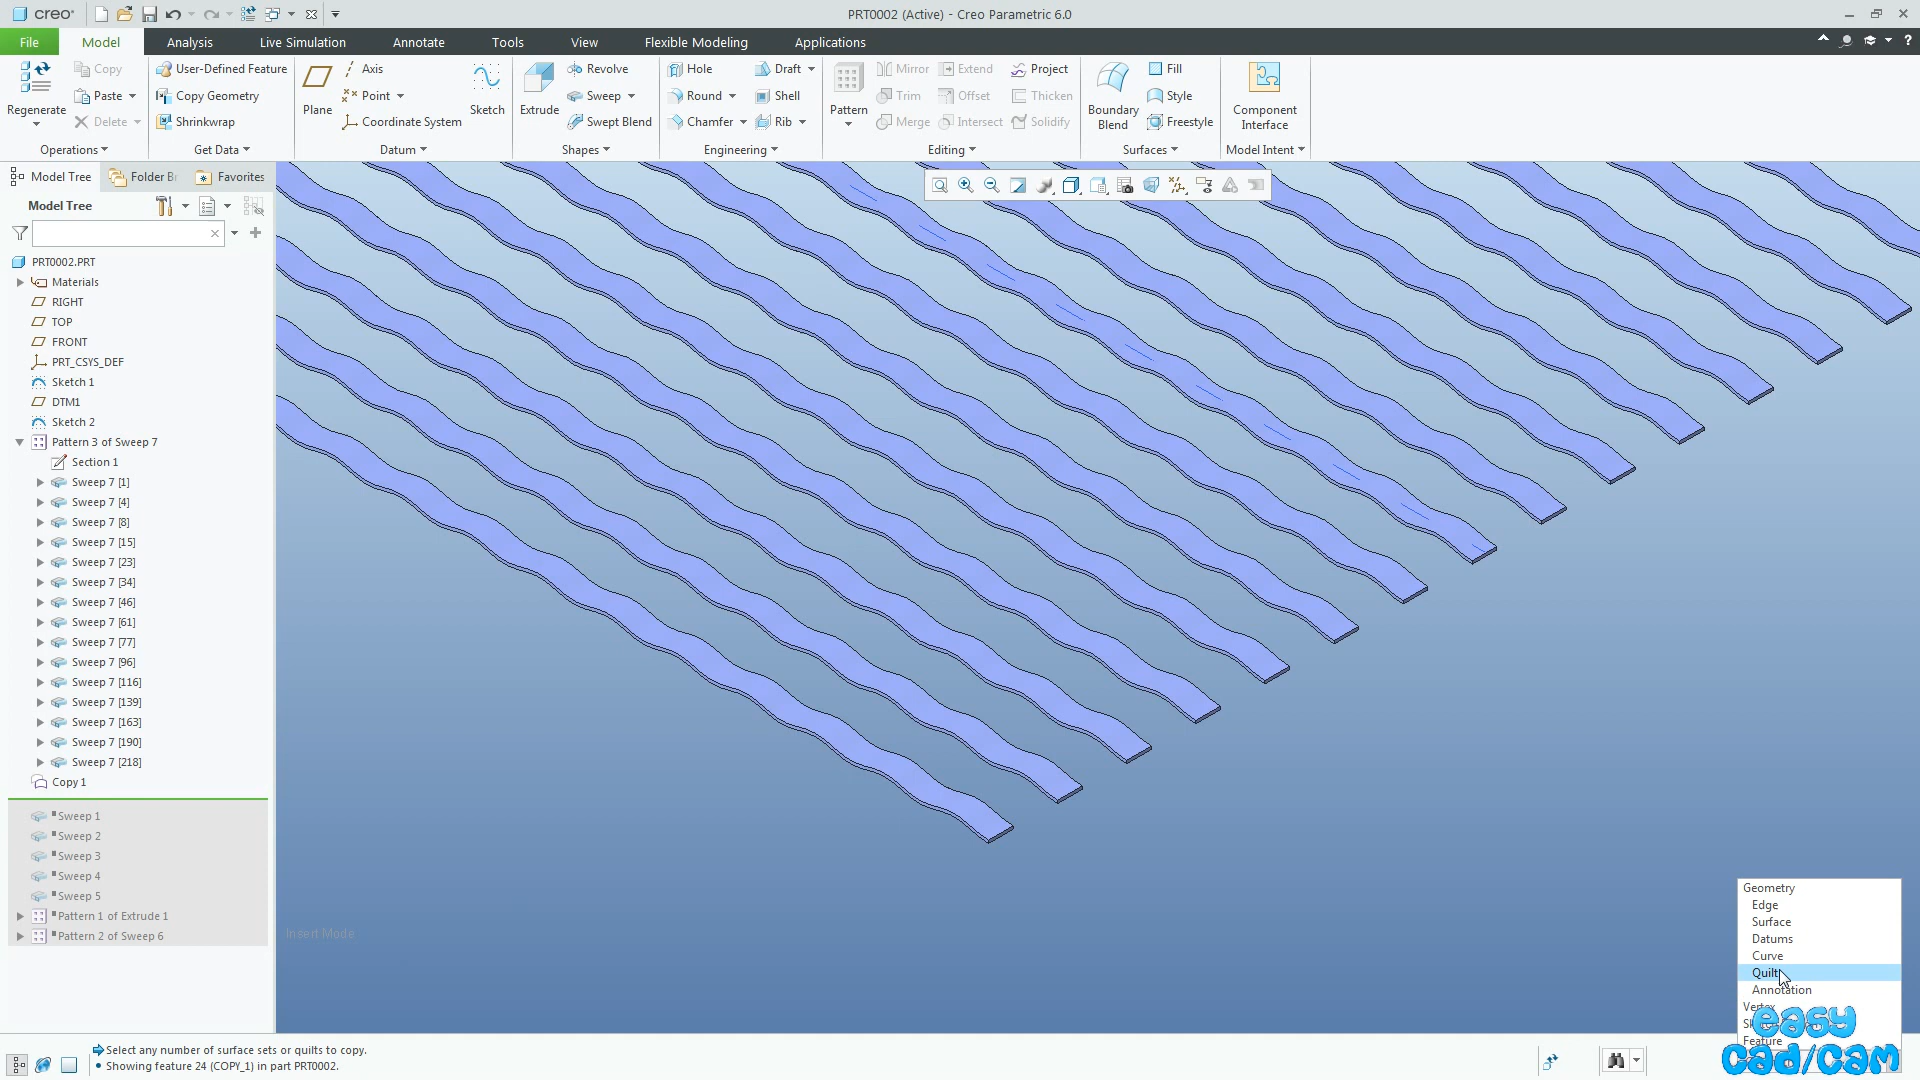 creo
PRT0002 (Active) - Creo Parametric 6.0
File Model Analysis Live Simulation Annotate Tools View Flexible Modeling Applications
Regenerate
Copy
Paste
Delete
Operations
User-Defined Feature
Copy Geometry
Shrinkwrap
Get Data
Plane
Axis
Point
Coordinate System
Sketch
Datum
Extrude
Revolve
Sweep
Swept Blend
Shapes
Hole
Round
Chamfer
Draft
Shell
Rib
Engineering
Pattern
Mirror
Trim
Merge
Extend
Offset
Intersect
Project
Thicken
Solidify
Editing
Boundary
Blend
Fill
Style
Freestyle
Surfaces
Component
Interface
Model Intent
Model Tree
Folder Br
Favorites
Model Tree
PRT0002.PRT
Materials
RIGHT
TOP
FRONT
PRT_CSYS_DEF
Sketch 1
DTM1
Sketch 2
Pattern 3 of Sweep 7
Section 1
Sweep 7 [1]
Sweep 7 [4]
Sweep 7 [8]
Sweep 7 [15]
Sweep 7 [23]
Sweep 7 [34]
Sweep 7 [46]
Sweep 7 [61]
Sweep 7 [77]
Sweep 7 [96]
Sweep 7 [116]
Sweep 7 [139]
Sweep 7 [163]
Sweep 7 [190]
Sweep 7 [218]
Copy 1
Sweep 1
Sweep 2
Sweep 3
Sweep 4
Sweep 5
Pattern 1 of Extrude 1
Pattern 2 of Sweep 6
Insert Mode
Geometry
Edge
Surface
Datums
Curve
Quilt
Annotation
Vertex
Feature
easy
cad/cam
Select any number of surface sets or quilts to copy.
Showing feature 24 (COPY_1) in part PRT0002.